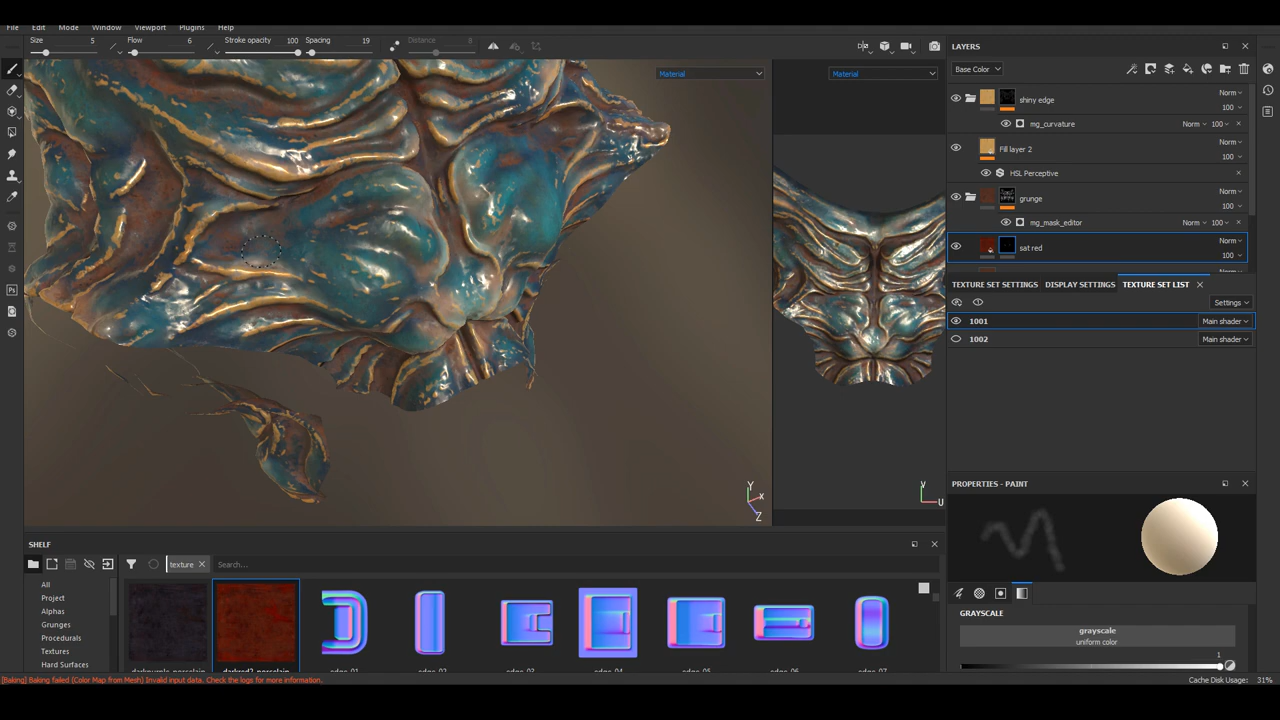 File Edit Mode Window Viewport Plugins Help
Size 5 Flow 6 Stroke opacity 100 Spacing 19 Distance 8
Material
Material
LAYERS
Base Color
shiny edge Norm 100
mg_curvature Norm 100
Fill layer 2 Norm 100
HSL Perceptive
grunge Norm 100
mg_mask_editor Norm 100
sat red Norm 100
TEXTURE SET SETTINGS DISPLAY SETTINGS TEXTURE SET LIST
Settings
1001 Main shader
1002 Main shader
Y
X
Z
V
U
PROPERTIES - PAINT
SHELF
texture Search...
All
Project
Alphas
Grunges
Procedurals
Textures
Hard Surfaces
GRAYSCALE
grayscale
uniform color
1
[Baking] Baking failed (Color Map from Mesh) Invalid input data. Check the logs for more information.
Cache Disk Usage: 31%